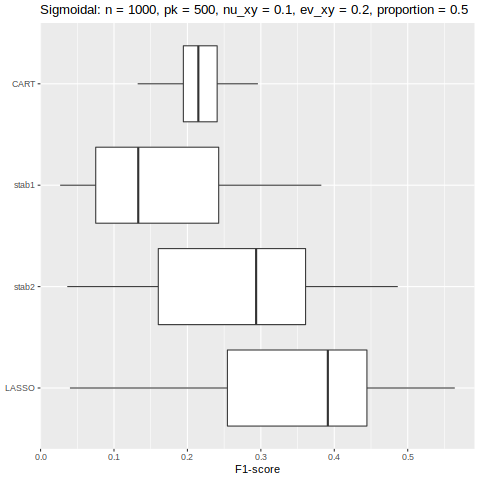 Sigmoidal: n = 1000, pk = 500, nu_xy = 0.1, ev_xy = 0.2, proportion = 0.5
CART
stab1
stab2
LASSO
0.0 0.1 0.2 0.3 0.4 0.5
F1-score